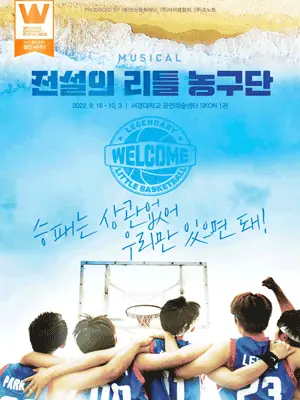 MUSICAL
전설의 리틀 농구단
2022. 9. 16 - 10. 3 | 서경대학교 공연예술센터 SKON 1관
LEGENDARY
WELCOME
LITTLE BASKETBALL
승패는 상관없어
우리만 있으면 돼!
PARK